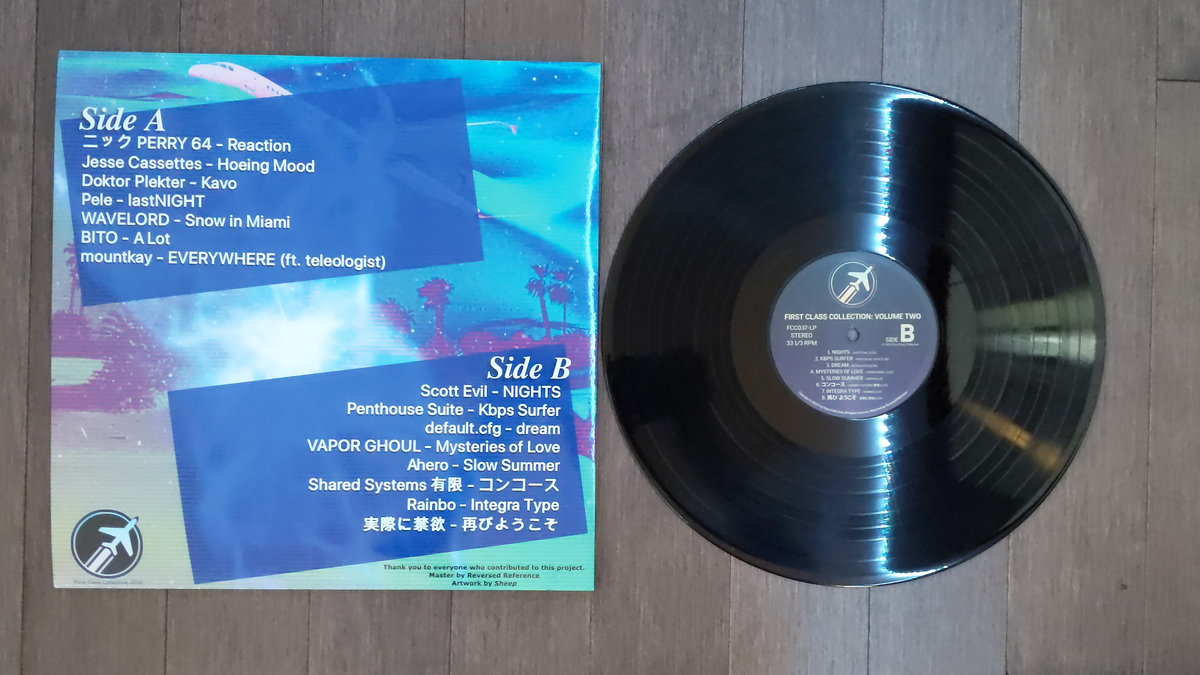 Side A
ニック PERRY 64 - Reaction
Jesse Cassettes - Hoeing Mood
Doktor Plekter - Kavo
Pele - lastNIGHT
WAVELORD - Snow in Miami
BITO - A Lot
mountkay - EVERYWHERE (ft. teleologist)
Side B
Scott Evil - NIGHTS
Penthouse Suite - Kbps Surfer
default.cfg - dream
VAPOR GHOUL - Mysteries of Love
Ahero - Slow Summer
Shared Systems 有限 - コンコース
Rainbo - Integra Type
実際に禁欲 - 再びようこそ
First Class Collective 2020
Thank you to everyone who contributed to this project.
Master by Reversed Reference
Artwork by Sheep
FIRST CLASS COLLECTION: VOLUME TWO
FCC037-LP
STEREO
33 1/3 RPM
SIDE B
1. NIGHTS
2. KBPS SURFER
3. DREAM
4. MYSTERIES OF LOVE
5. SLOW SUMMER
6. コンコース
7. INTEGRA TYPE
8. 再び ようこそ